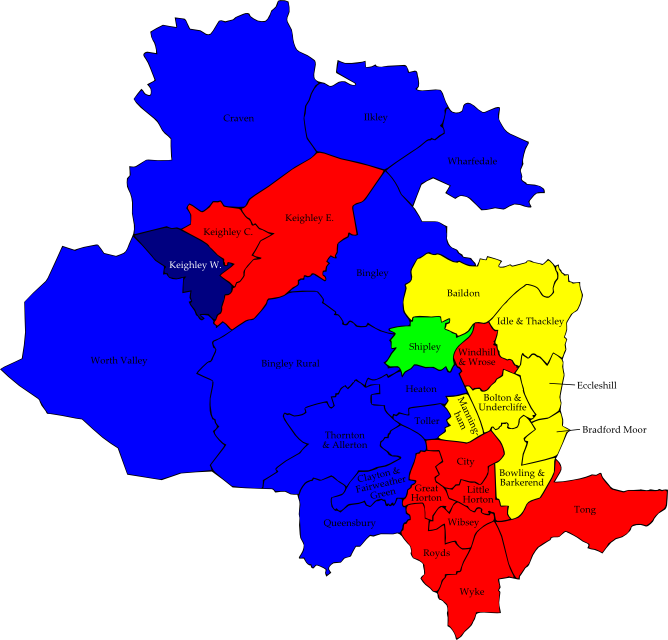 Craven
Ilkley
Wharfedale
Keighley C.
Keighley E.
Keighley W.
Bingley
Baildon
Idle & Thackley
Shipley
Windhill
& Wrose
Worth Valley
Bingley Rural
Eccleshill
Heaton
Bolton &
Undercliffe
Manning-
ham
Toller
Bradford Moor
Thornton
& Allerton
City
Bowling &
Barkerend
Clayton &
Fairweather
Green
Great
Horton
Little
Horton
Tong
Queensbury
Wibsey
Royds
Wyke